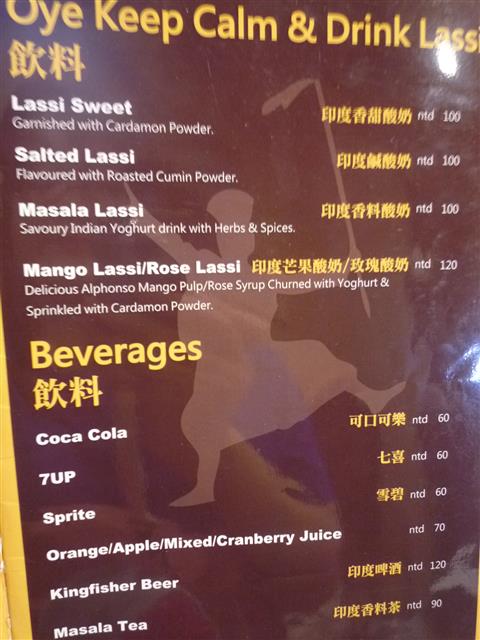 Oye Keep Calm & Drink Lassi
飲料
Lassi Sweet 印度香甜酸奶 ntd 100
Garnished with Cardamon Powder.
Salted Lassi 印度鹹酸奶 ntd 100
Flavoured with Roasted Cumin Powder.
Masala Lassi 印度香料酸奶 ntd 100
Savoury Indian Yoghurt drink with Herbs & Spices.
Mango Lassi/Rose Lassi 印度芒果酸奶/玫瑰酸奶 ntd 120
Delicious Alphonso Mango Pulp/Rose Syrup Churned with Yoghurt &
Sprinkled with Cardamon Powder.
Beverages
飲料
Coca Cola 可口可樂 ntd 60
7UP 七喜 ntd 60
Sprite 雪碧 ntd 60
Orange/Apple/Mixed/Cranberry Juice ntd 70
Kingfisher Beer 印度啤酒 ntd 120
Masala Tea 印度香料茶 ntd 90